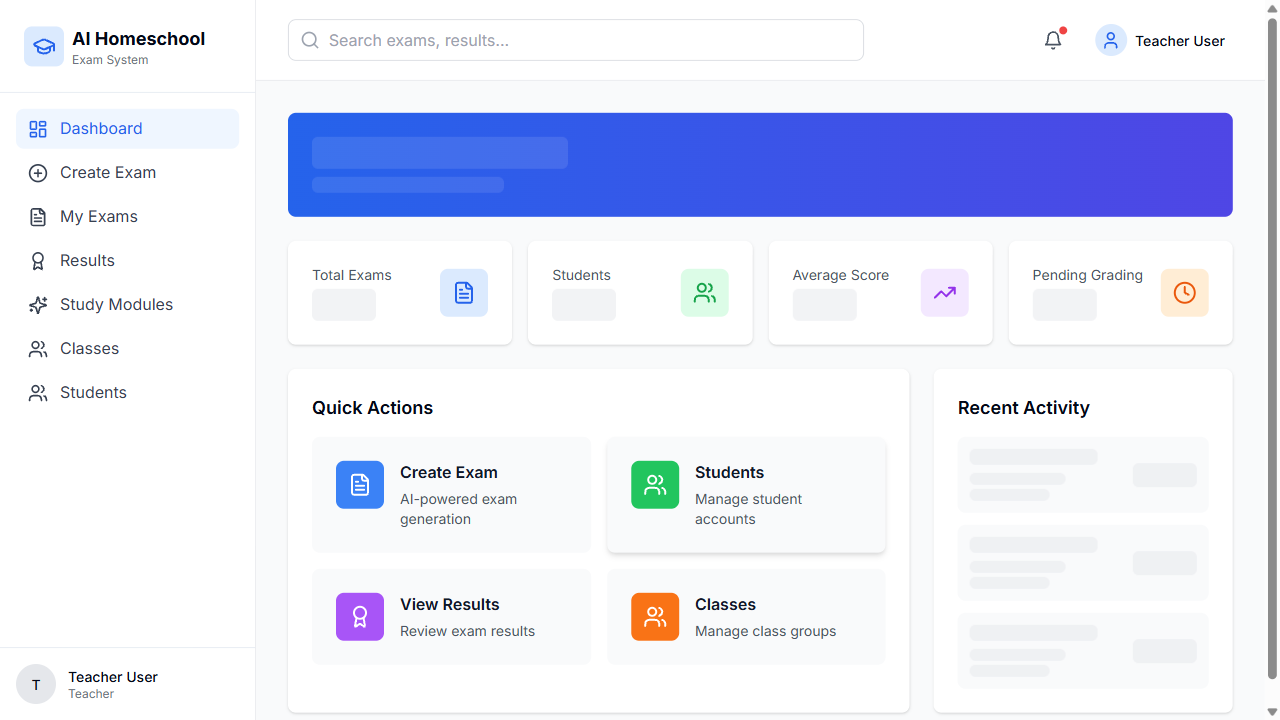 AI Homeschool
Exam System
Dashboard
Create Exam
My Exams
Results
Study Modules
Classes
Students
T
Teacher User
Teacher
Search exams, results...
Teacher User
Total Exams
Students
Average Score
Pending Grading
Quick Actions
Create Exam
AI-powered exam
generation
Students
Manage student
accounts
View Results
Review exam results
Classes
Manage class groups
Recent Activity